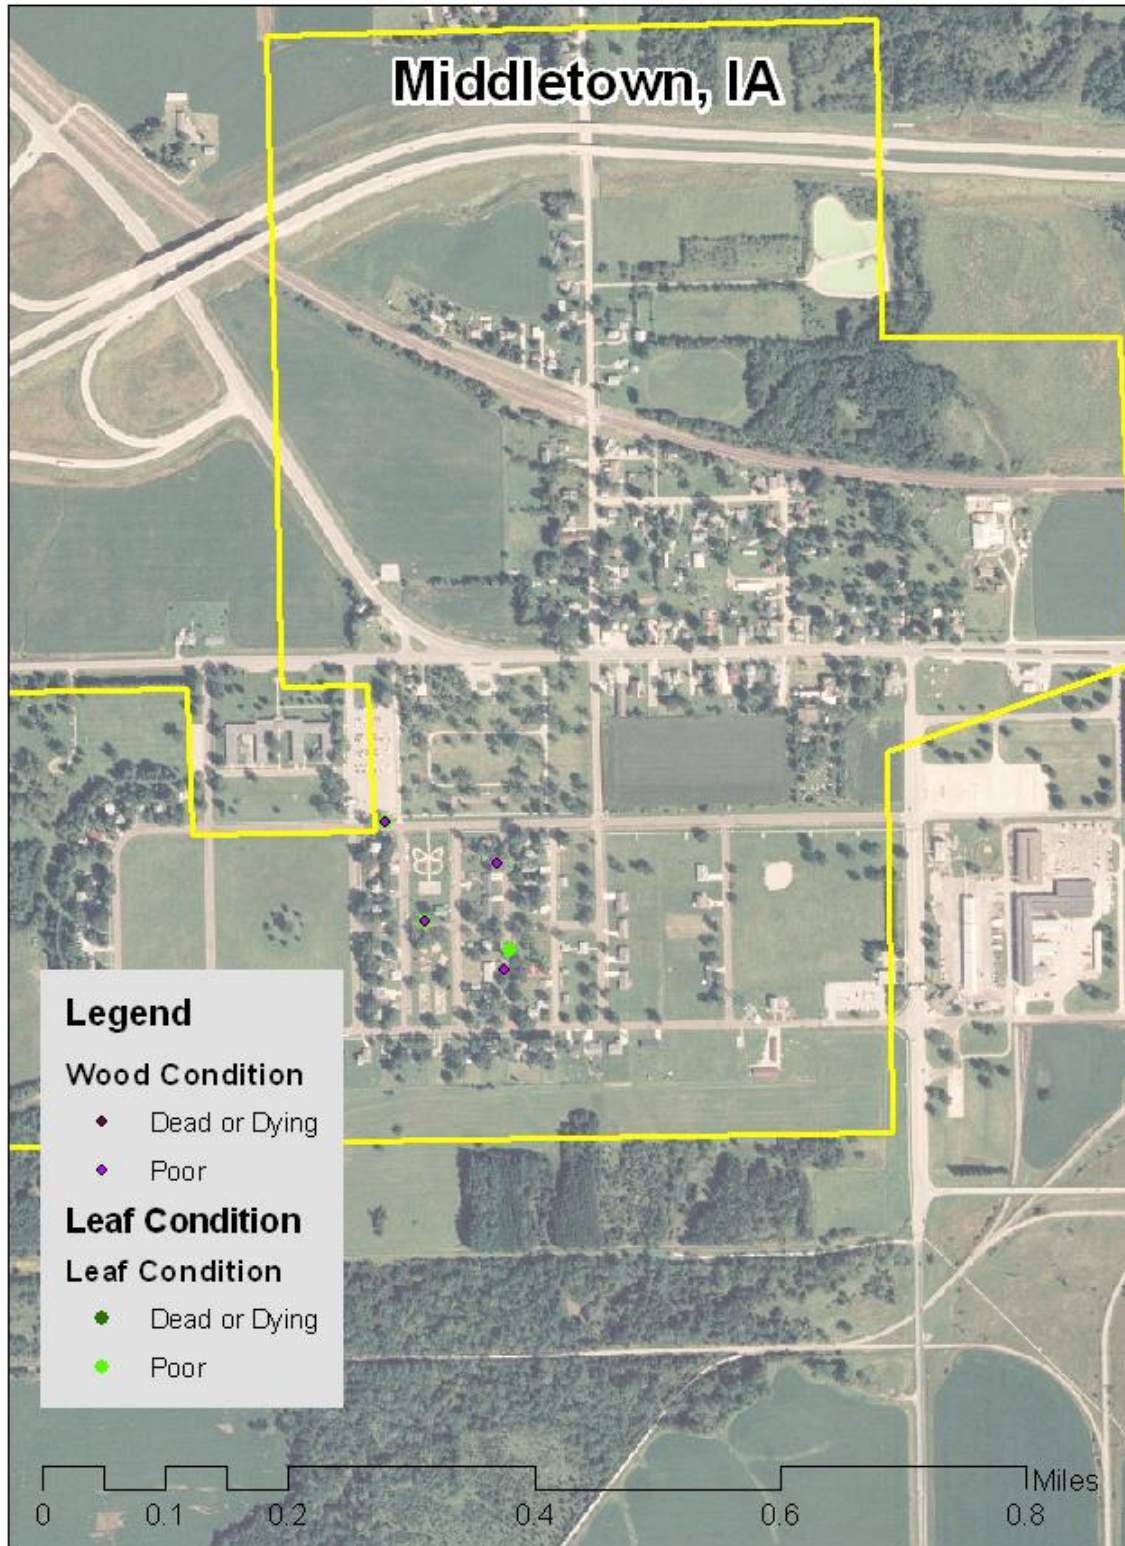 Middletown, IA
Legend
Wood Condition
Dead or Dying
Poor
Leaf Condition
Leaf Condition
Dead or Dying
Poor
Miles
0 0.1 0.2 0.4 0.6 0.8